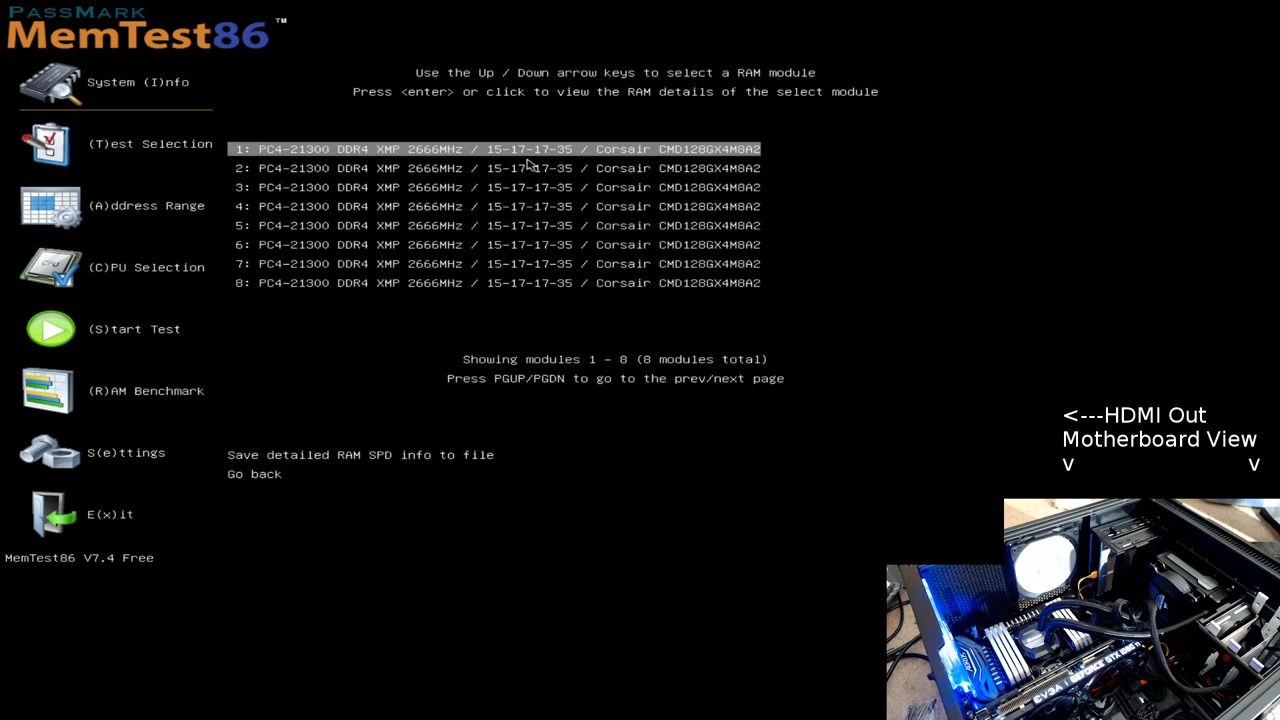 PASSMARK
MemTest86™
System (I)nfo
(T)est Selection
(A)ddress Range
(C)PU Selection
(S)tart Test
(R)AM Benchmark
S(e)ttings
E(x)it
MemTest86 V7.4 Free
Use the Up / Down arrow keys to select a RAM module
Press <enter> or click to view the RAM details of the select module
1: PC4-21300 DDR4 XMP 2666MHz / 15-17-17-35 / Corsair CMD128GX4M8A2
2: PC4-21300 DDR4 XMP 2666MHz / 15-17-17-35 / Corsair CMD128GX4M8A2
3: PC4-21300 DDR4 XMP 2666MHz / 15-17-17-35 / Corsair CMD128GX4M8A2
4: PC4-21300 DDR4 XMP 2666MHz / 15-17-17-35 / Corsair CMD128GX4M8A2
5: PC4-21300 DDR4 XMP 2666MHz / 15-17-17-35 / Corsair CMD128GX4M8A2
6: PC4-21300 DDR4 XMP 2666MHz / 15-17-17-35 / Corsair CMD128GX4M8A2
7: PC4-21300 DDR4 XMP 2666MHz / 15-17-17-35 / Corsair CMD128GX4M8A2
8: PC4-21300 DDR4 XMP 2666MHz / 15-17-17-35 / Corsair CMD128GX4M8A2
Showing modules 1 - 8 (8 modules total)
Press PGUP/PGDN to go to the prev/next page
Save detailed RAM SPD info to file
Go back
<---HDMI Out
Motherboard View
v v
CPU
EVGA GEFORCE GTX